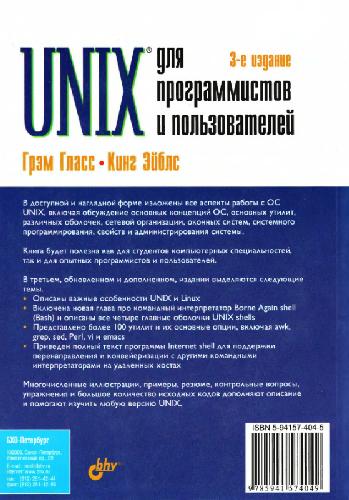 UNIX® для
программистов
и пользователей
3-е издание
Грэм Гласс • Кинг Эйблс
В доступной и наглядной форме изложены все аспекты работы с ОС
UNIX, включая обсуждение основных концепций ОС, основных утилит,
различных оболочек, сетевой организации, оконных систем, системного
программирования, свойств и администрирования системы.
Книга будет полезна как для студентов компьютерных специальностей,
так и для опытных программистов и пользователей.
В третьем, обновленном и дополненном, издании выделяются следующие
темы:
• Описаны важные особенности UNIX и Linux
• Включена новая глава про командный интерпретатор Borne Again shell
(Bash) и описаны все четыре главные оболочки UNIX shells
• Представлено более 100 утилит и их основные опции, включая awk,
grep, sed, Perl, vi и emacs
• Приведен полный текст программы Internet shell для поддержки
перенаправления и конвейеризации с другими командными
интерпретаторами на удаленных хостах
Многочисленные иллюстрации, примеры, резюме, контрольные вопросы,
упражнения и большое количество исходных кодов дополняют описание
и помогают изучить любую версию UNIX.
БХВ-Петербург
bhv
ISBN 5-94157-404-5
9 785941 574049